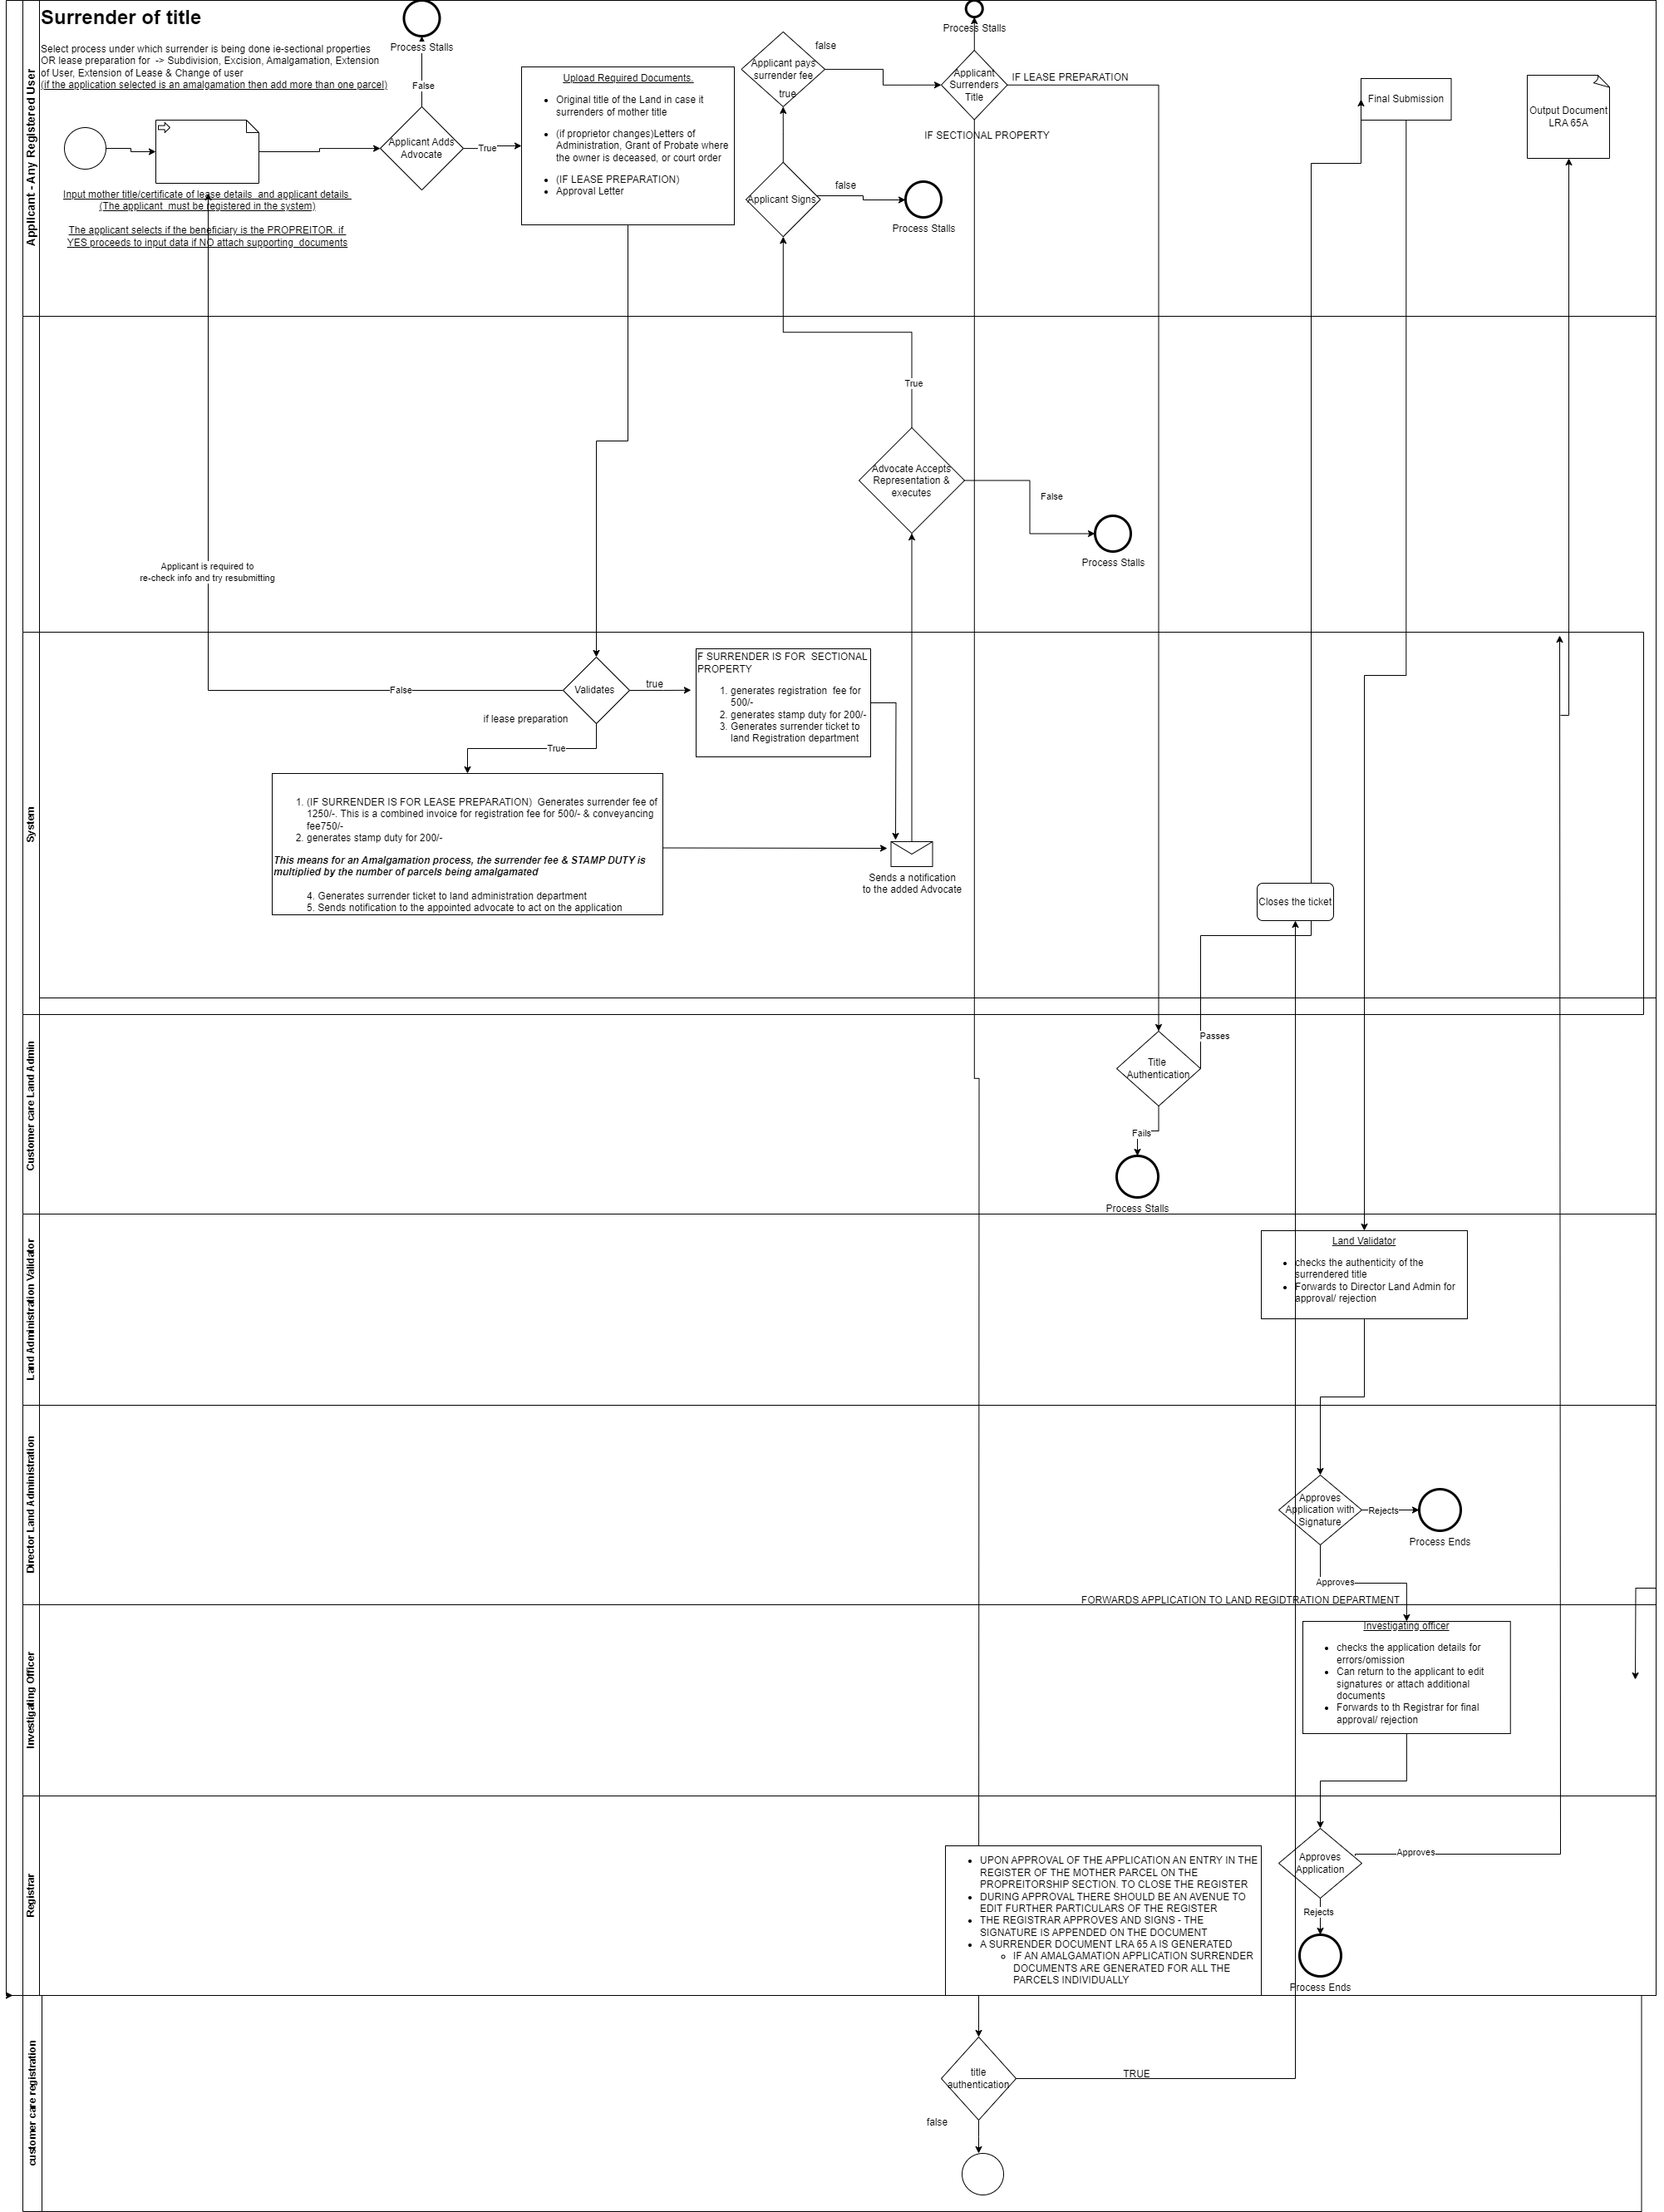 Surrender of title
Select process under which surrender is being done ie-sectional properties
OR lease preparation for -> Subdivision, Excision, Amalgamation, Extension
of User, Extension of Lease & Change of user
(if the application selected is an amalgamation then add more than one parcel)
Applicant - Any Registered User
Input mother title/certificate of lease details and applicant details
(The applicant must be registered in the system)
The applicant selects if the beneficiary is the PROPREITOR. if
YES proceeds to input data if NO attach supporting documents
Process Stalls
False
Applicant Adds
Advocate
True
Upload Required Documents.
Original title of the Land in case it
surrenders of mother title
(if proprietor changes)Letters of
Administration, Grant of Probate where
the owner is deceased, or court order
(IF LEASE PREPARATION)
Approval Letter
Applicant pays
surrender fee
true
false
Applicant Signs
false
Process Stalls
Process Stalls
Applicant
Surrenders
Title
IF LEASE PREPARATION
IF SECTIONAL PROPERTY
Final Submission
Output Document
LRA 65A
True
Advocate Accepts
Representation &
executes
False
Process Stalls
Applicant is required to
re-check info and try resubmitting
System
False
Validates
true
if lease preparation
True
F SURRENDER IS FOR SECTIONAL
PROPERTY
1. generates registration fee for
500/-
2. generates stamp duty for 200/-
3. Generates surrender ticket to
land Registration department
1. (IF SURRENDER IS FOR LEASE PREPARATION) Generates surrender fee of
1250/-. This is a combined invoice for registration fee for 500/- & conveyancing
fee750/-
2. generates stamp duty for 200/-
This means for an Amalgamation process, the surrender fee & STAMP DUTY is
multiplied by the number of parcels being amalgamated
4. Generates surrender ticket to land administration department
5. Sends notification to the appointed advocate to act on the application
Sends a notification
to the added Advocate
Closes the ticket
Customer care Land Admin
Passes
Title
Authentication
Fails
Process Stalls
Land Administration Validator
Land Validator
checks the authenticity of the
surrendered title
Forwards to Director Land Admin for
approval/ rejection
Director Land Administration
Approves
Application with
Signature
Rejects
Process Ends
Approves
FORWARDS APPLICATION TO LAND REGIDTRATION DEPARTMENT
Investigating Officer
Investigating officer
checks the application details for
errors/omission
Can return to the applicant to edit
signatures or attach additional
documents
Forwards to th Registrar for final
approval/ rejection
Registrar
UPON APPROVAL OF THE APPLICATION AN ENTRY IN THE
REGISTER OF THE MOTHER PARCEL ON THE
PROPREITORSHIP SECTION. TO CLOSE THE REGISTER
DURING APPROVAL THERE SHOULD BE AN AVENUE TO
EDIT FURTHER PARTICULARS OF THE REGISTER
THE REGISTRAR APPROVES AND SIGNS - THE
SIGNATURE IS APPENDED ON THE DOCUMENT
A SURRENDER DOCUMENT LRA 65 A IS GENERATED
IF AN AMALGAMATION APPLICATION SURRENDER
DOCUMENTS ARE GENERATED FOR ALL THE
PARCELS INDIVIDUALLY
Approves
Application
Approves
Rejects
Process Ends
customer care registration
title
authentication
TRUE
false